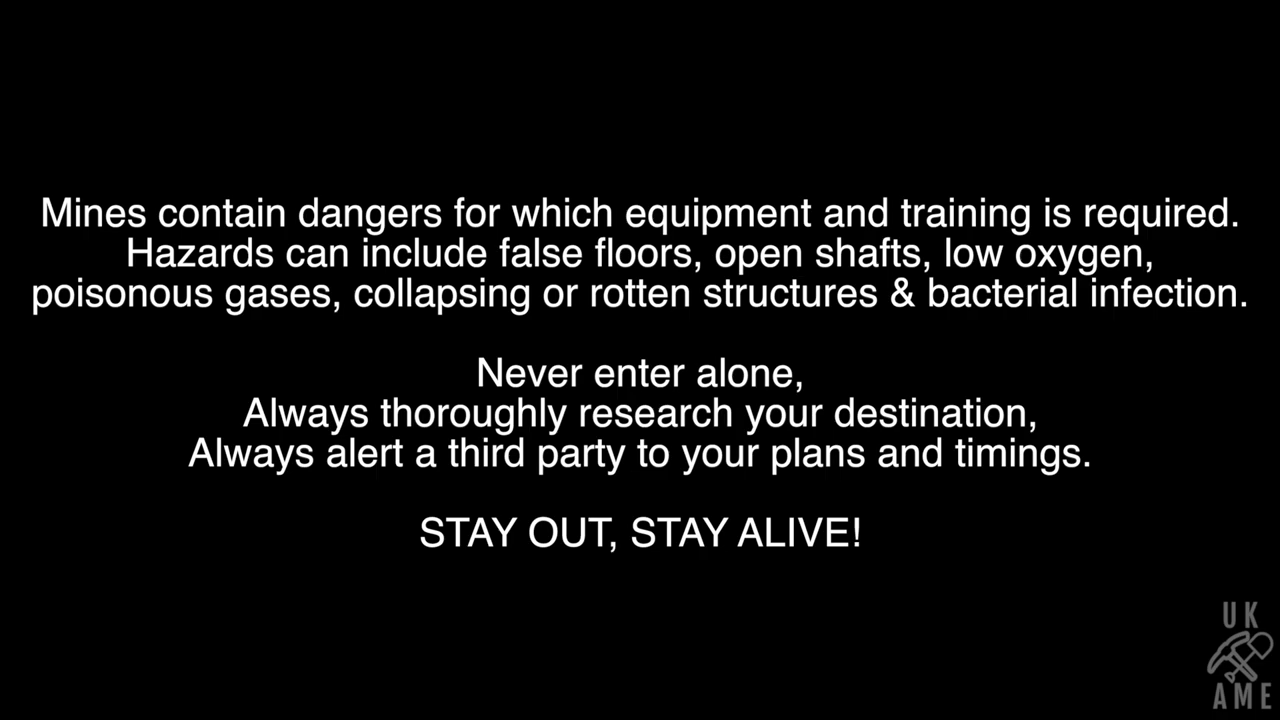 Mines contain dangers for which equipment and training is required.
Hazards can include false floors, open shafts, low oxygen,
poisonous gases, collapsing or rotten structures & bacterial infection.
Never enter alone,
Always thoroughly research your destination,
Always alert a third party to your plans and timings.
STAY OUT, STAY ALIVE!
UK
AME